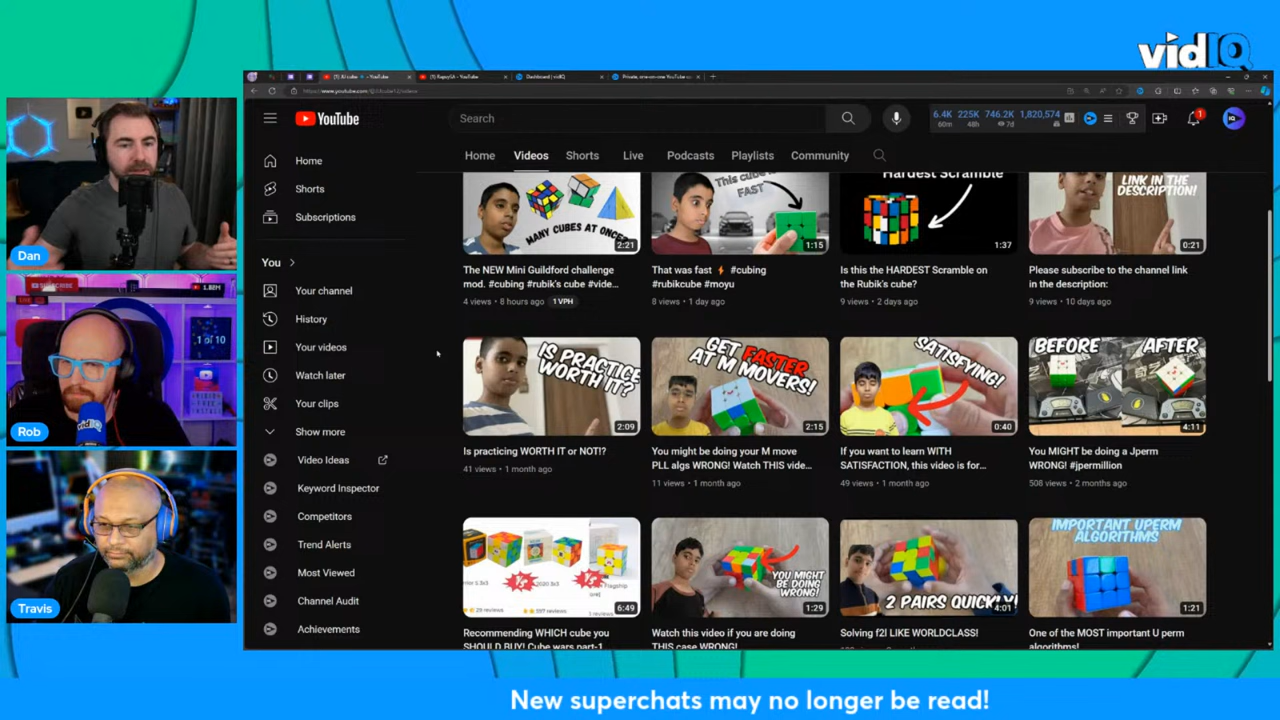 vidIQ
YouTube
Search
6.4K 225K 746.2K 1,820,574
60m 48h 7d
1
IQ
Home
Videos
Shorts
Live
Podcasts
Playlists
Community
Home
Shorts
Subscriptions
You
Your channel
History
Your videos
Watch later
Your clips
Show more
Video Ideas
Keyword Inspector
Competitors
Trend Alerts
Most Viewed
Channel Audit
Achievements
MANY CUBES AT ONCE
2:21
The NEW Mini Guildford challenge
mod. #cubing #rubik's cube #vide...
4 views • 8 hours ago 1 VPH
This cube is
FAST
1:15
That was fast ⚡ #cubing
#rubikcube #moyu
8 views • 1 day ago
Hardest Scramble
1:37
Is this the HARDEST Scramble on
the Rubik's cube?
9 views • 2 days ago
LINK IN THE
DESCRIPTION!
0:21
Please subscribe to the channel link
in the description:
9 views • 10 days ago
IS PRACTICE
WORTH IT?
2:09
Is practicing WORTH IT or NOT!?
41 views • 1 month ago
GET FASTER
AT M MOVERS!
2:15
You might be doing your M move
PLL algs WRONG! Watch THIS vide...
11 views • 1 month ago
SATISFYING!
0:40
If you want to learn WITH
SATISFACTION, this video is for...
49 views • 1 month ago
BEFORE AFTER
4:11
You MIGHT be doing a Jperm
WRONG! #jpermillion
508 views • 2 months ago
6:49
Recommending WHICH cube you
SHOULD BUY! Cube wars part-1
YOU MIGHT
BE DOING
WRONG!
1:29
Watch this video if you are doing
THIS case WRONG!
2 PAIRS QUICKLY!
4:01
Solving f2l LIKE WORLDCLASS!
IMPORTANT UPERM
ALGORITHMS!
1:21
One of the MOST important U perm
algorithms!
Dan
1 of 10
vidIQ
Rob
Travis
New superchats may no longer be read!